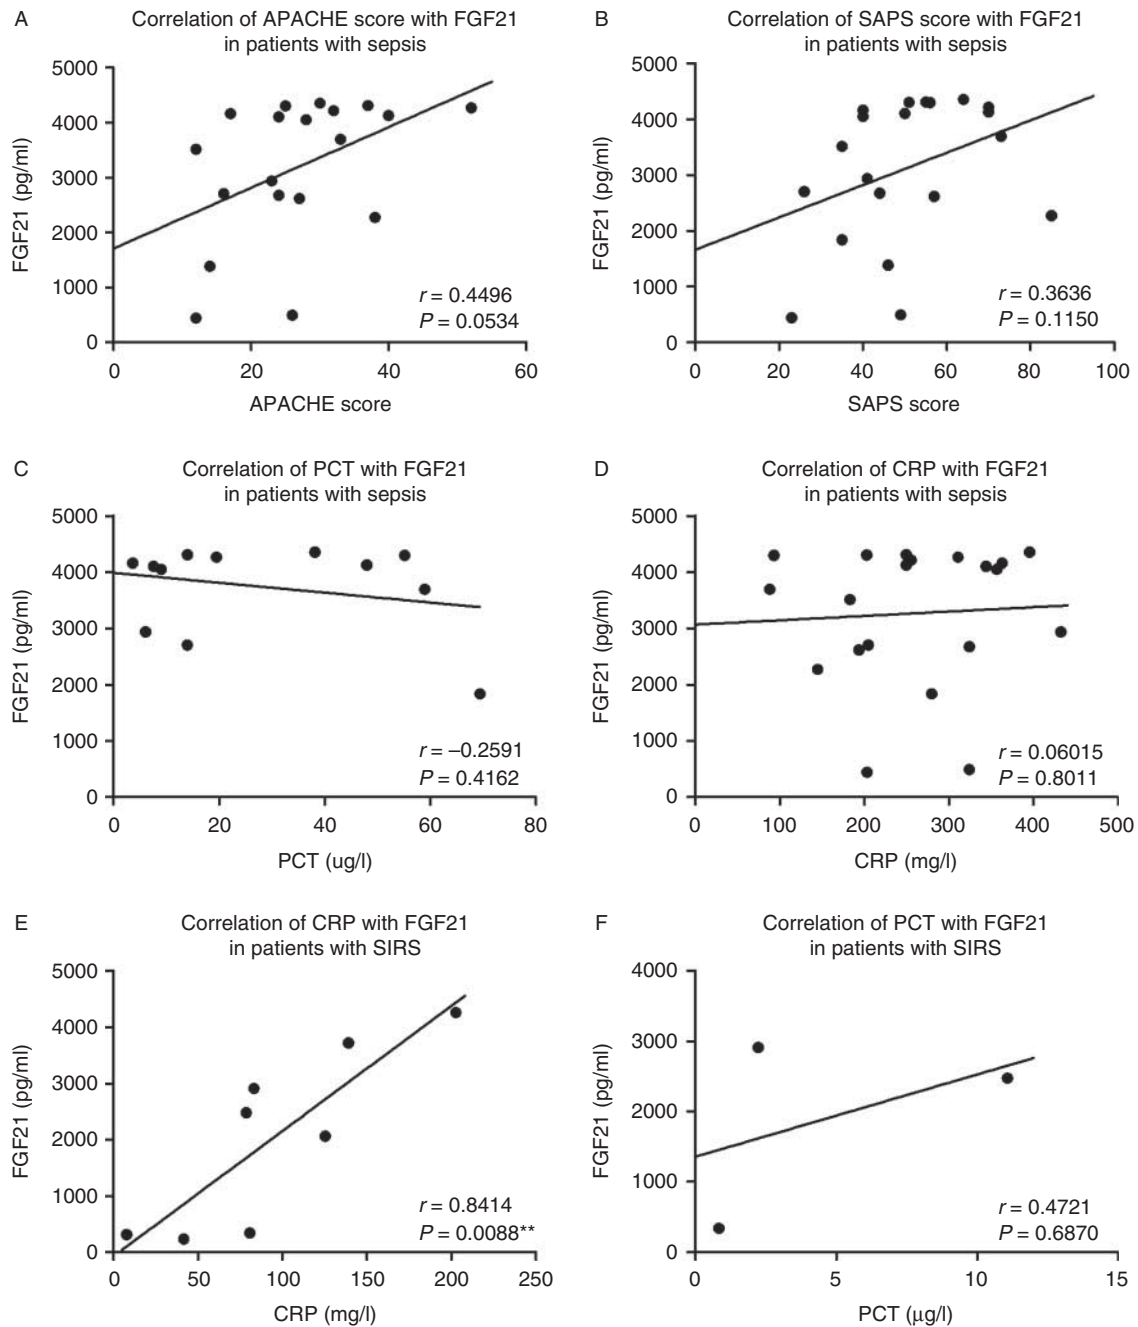 A
Correlation of APACHE score with FGF21
in patients with sepsis
5000
4000
3000
2000
1000
0
FGF21 (pg/ml)
r = 0.4496
P = 0.0534
0 20 40 60
APACHE score
B
Correlation of SAPS score with FGF21
in patients with sepsis
5000
4000
3000
2000
1000
0
FGF21 (pg/ml)
r = 0.3636
P = 0.1150
0 20 40 60 80 100
SAPS score
C
Correlation of PCT with FGF21
in patients with sepsis
5000
4000
3000
2000
1000
0
FGF21 (pg/ml)
r = –0.2591
P = 0.4162
0 20 40 60 80
PCT (ug/l)
D
Correlation of CRP with FGF21
in patients with sepsis
5000
4000
3000
2000
1000
0
FGF21 (pg/ml)
r = 0.06015
P = 0.8011
0 100 200 300 400 500
CRP (mg/l)
E
Correlation of CRP with FGF21
in patients with SIRS
5000
4000
3000
2000
1000
0
FGF21 (pg/ml)
r = 0.8414
P = 0.0088**
0 50 100 150 200 250
CRP (mg/l)
F
Correlation of PCT with FGF21
in patients with SIRS
4000
3000
2000
1000
0
FGF21 (pg/ml)
r = 0.4721
P = 0.6870
0 5 10 15
PCT (µg/l)